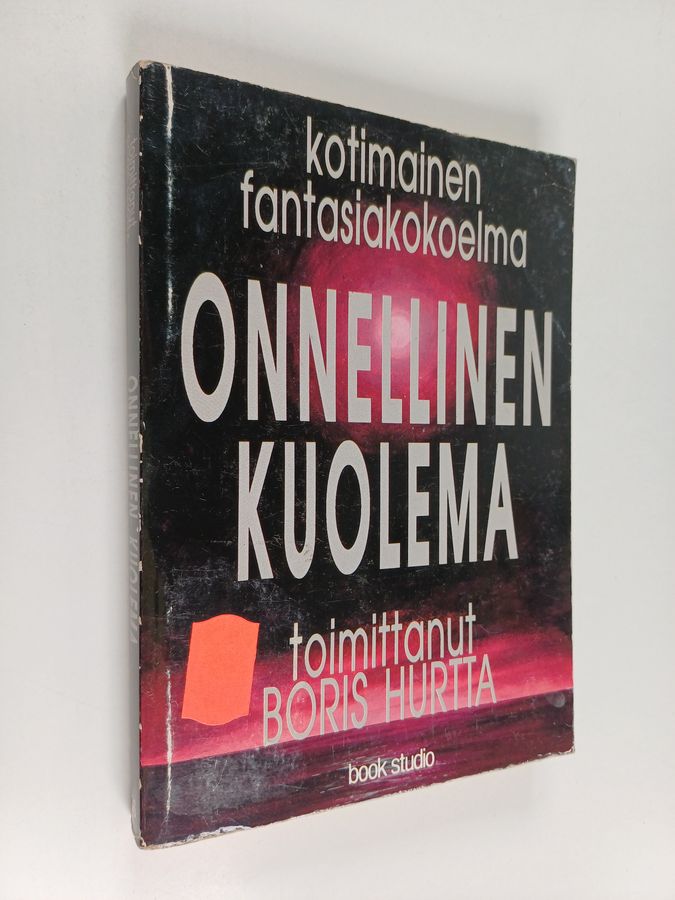 kotimainen
fantasiakokoelma
ONNELLINEN
KUOLEMA
toimittanut
BORIS HURTTA
book studio
ONNELLINEN KUOLEMA